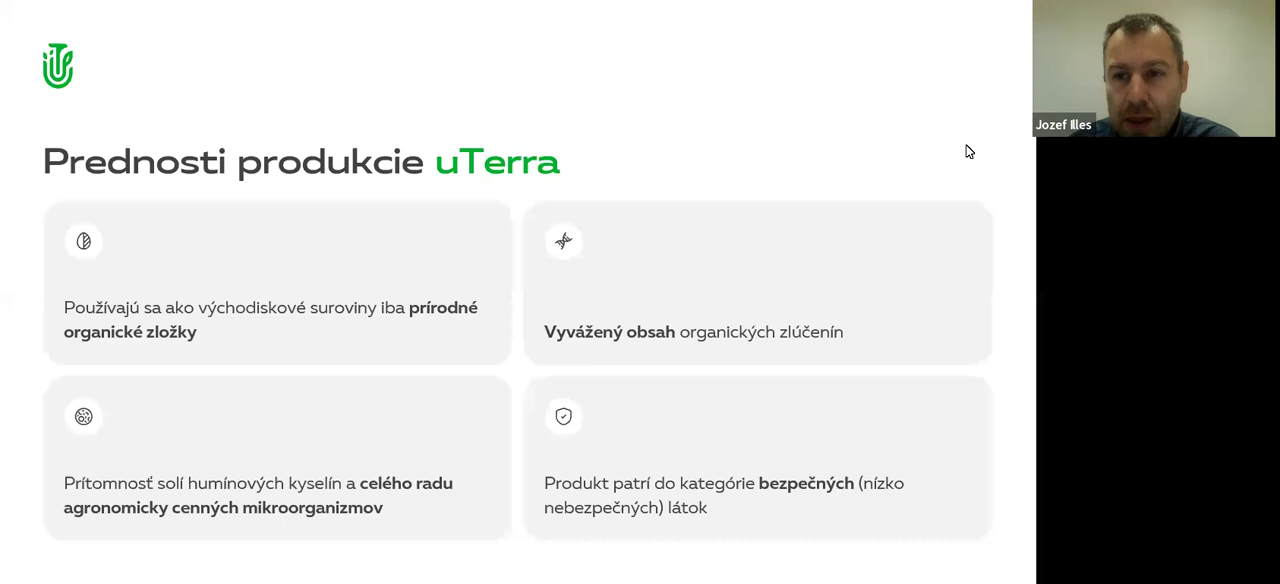 Prednosti produkcie uTerra
Používajú sa ako východiskové suroviny iba prírodné
organické zložky
Vyvážený obsah organických zlúčenín
Prítomnosť solí humínových kyselín a celého radu
agronomicky cenných mikroorganizmov
Produkt patrí do kategórie bezpečných (nízko
nebezpečných) látok
Jozef Illes